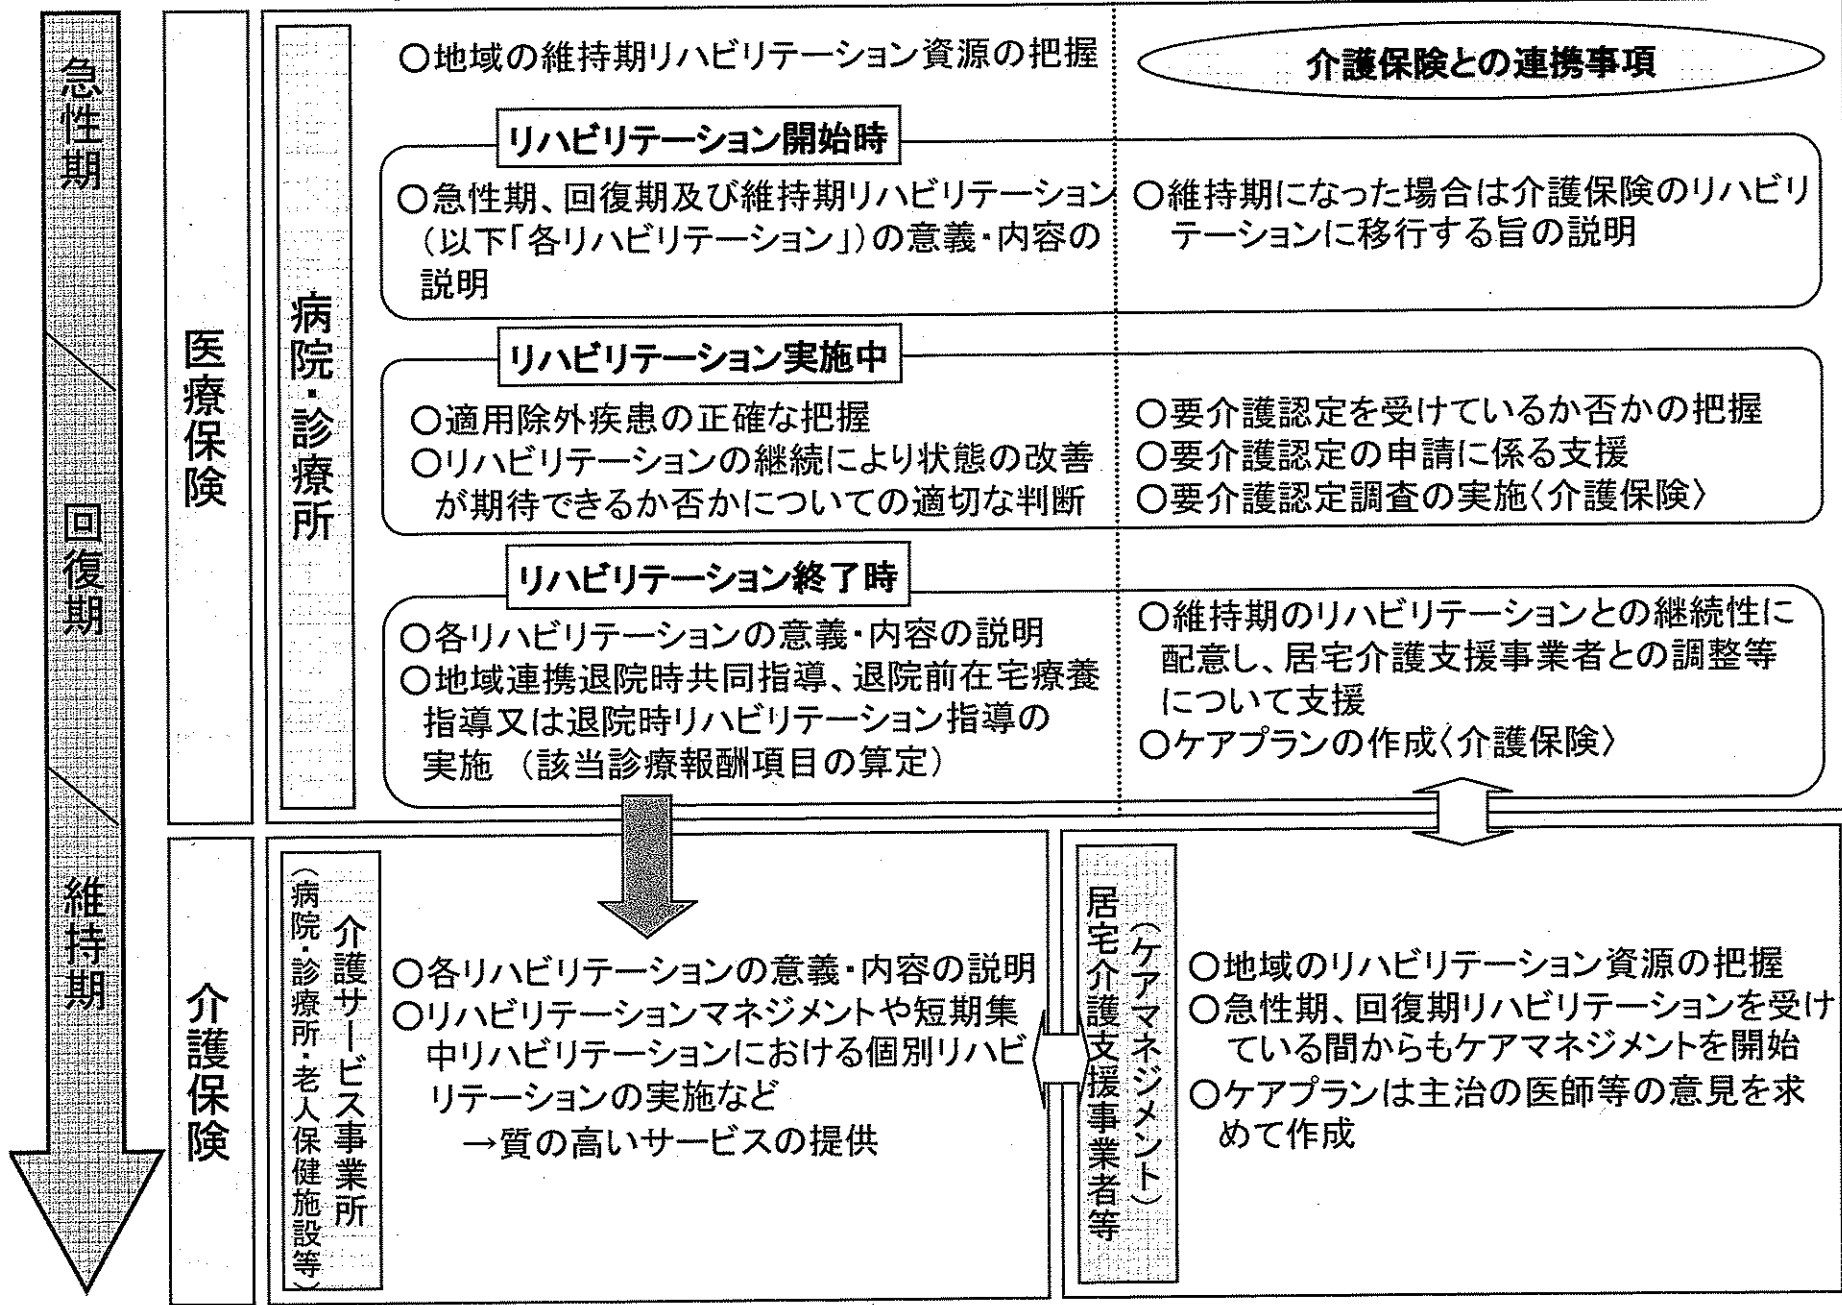 急性期
回復期
維持期
医療保険
病院・診療所
○地域の維持期リハビリテーション資源の把握
介護保険との連携事項
リハビリテーション開始時
○急性期、回復期及び維持期リハビリテーション
(以下「各リハビリテーション」)の意義・内容の
説明
○維持期になった場合は介護保険のリハビリ
テーションに移行する旨の説明
リハビリテーション実施中
○適用除外疾患の正確な把握
○リハビリテーションの継続により状態の改善
が期待できるか否かについての適切な判断
○要介護認定を受けているか否かの把握
○要介護認定の申請に係る支援
○要介護認定調査の実施〈介護保険〉
リハビリテーション終了時
○各リハビリテーションの意義・内容の説明
○地域連携退院時共同指導、退院前在宅療養
指導又は退院時リハビリテーション指導の
実施 (該当診療報酬項目の算定)
○維持期のリハビリテーションとの継続性に
配意し、居宅介護支援事業者との調整等
について支援
○ケアプランの作成〈介護保険〉
介護保険
介護サービス事業所
(病院・診療所・老人保健施設等)
○各リハビリテーションの意義・内容の説明
○リハビリテーションマネジメントや短期集
中リハビリテーションにおける個別リハビ
リテーションの実施など
→質の高いサービスの提供
(ケアマネジメント)
居宅介護支援事業者等
○地域のリハビリテーション資源の把握
○急性期、回復期リハビリテーションを受け
ている間からもケアマネジメントを開始
○ケアプランは主治の医師等の意見を求
めて作成